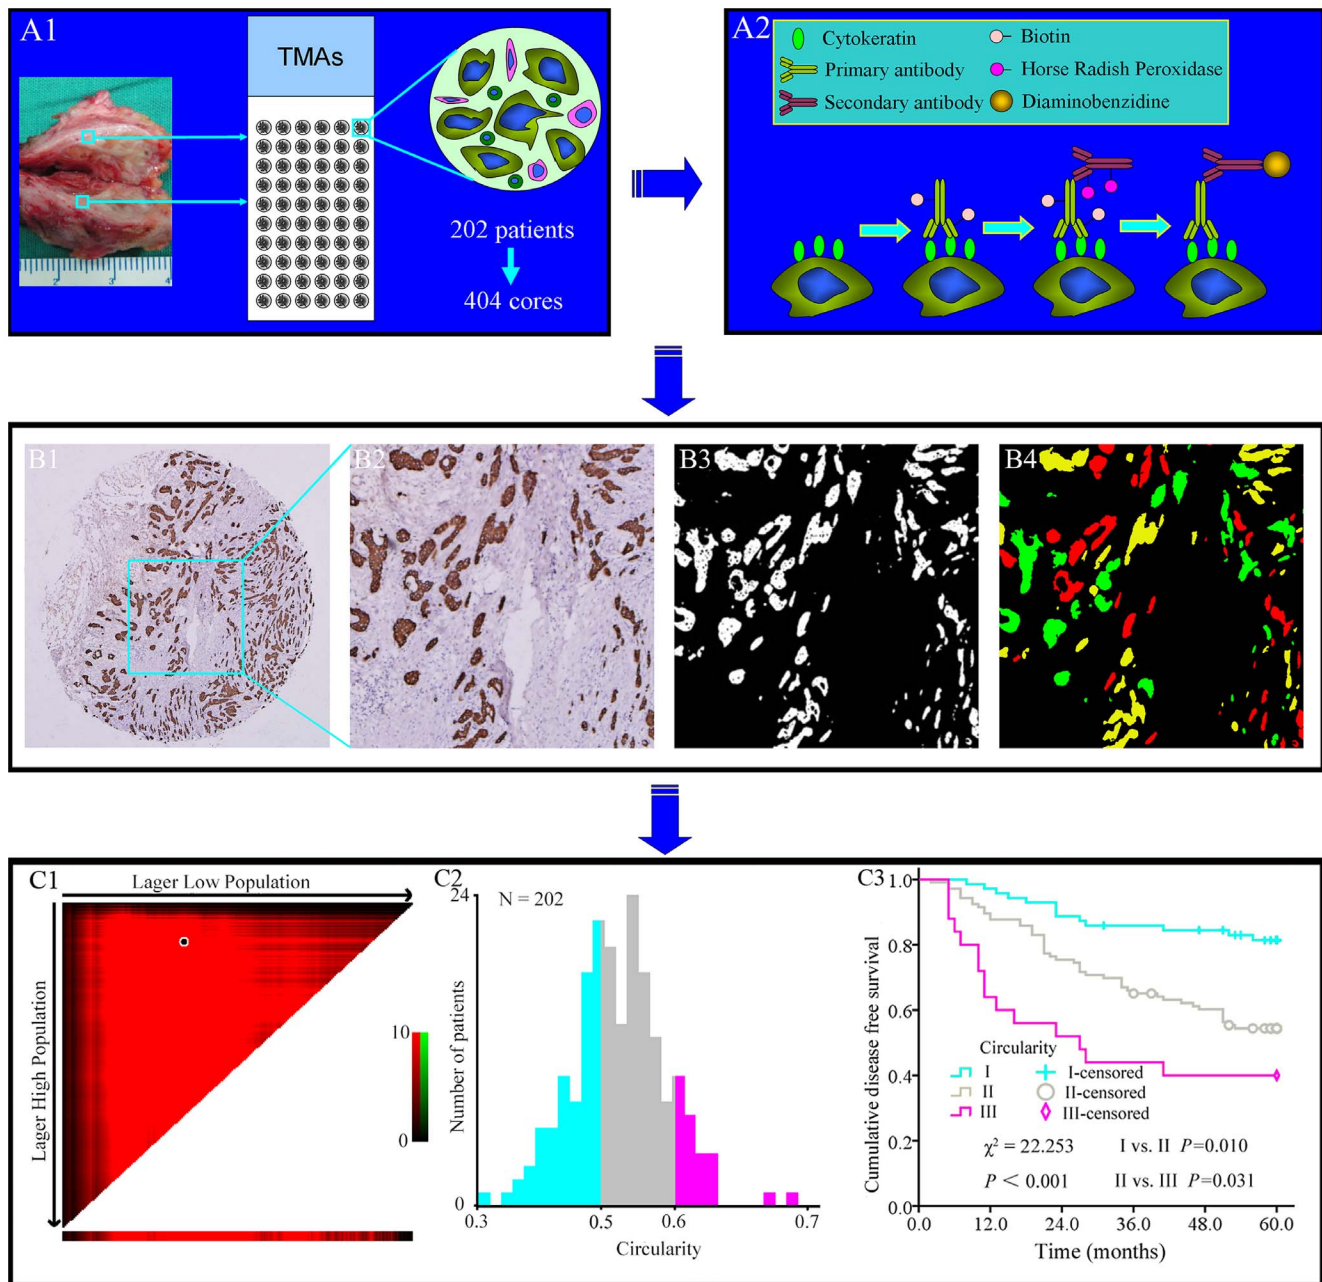 A1
TMAs
202 patients
404 cores
2
3
4
A2
Cytokeratin
Biotin
Primary antibody
Horse Radish Peroxidase
Secondary antibody
Diaminobenzidine
B1
B2
B3
B4
C1
Lager Low Population
Lager High Population
10
0
C2
24
N = 202
Number of patients
0
0.3
0.5
0.6
0.7
Circularity
C3
1.0
0.8
0.6
0.4
0.2
0.0
Cumulative disease free survival
Circularity
I
I-censored
II
II-censored
III
III-censored
χ² = 22.253
I vs. II P=0.010
P < 0.001
II vs. III P=0.031
0.0
12.0
24.0
36.0
48.0
60.0
Time (months)